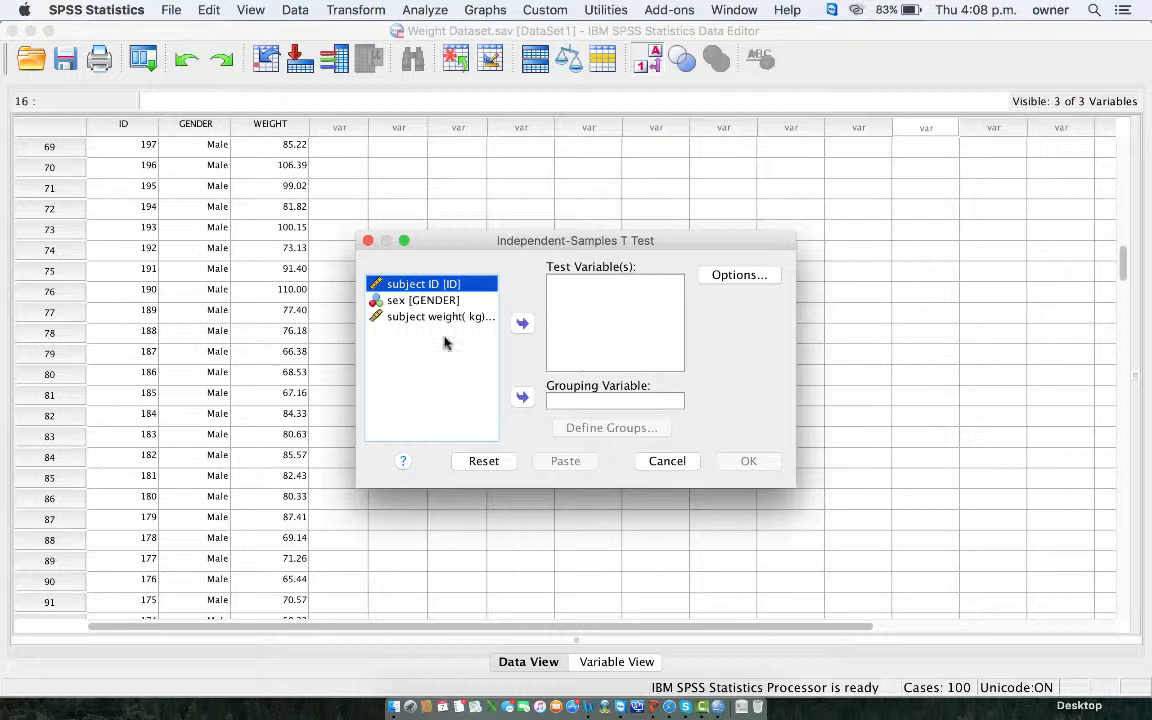 SPSS Statistics File Edit View Data Transform Analyze Graphs Custom Utilities Add-ons Window Help 83% Thu 4:08 p.m. owner
Weight Dataset.sav [DataSet1] - IBM SPSS Statistics Data Editor
16 :
Visible: 3 of 3 Variables
ID GENDER WEIGHT var var var var var var var var var var var var
69 197 Male 85.22
70 196 Male 106.39
71 195 Male 99.02
72 194 Male 81.82
73 193 Male 100.15
74 192 Male 73.13
75 191 Male 91.40
76 190 Male 110.00
77 189 Male 77.40
78 188 Male 76.18
79 187 Male 66.38
80 186 Male 68.53
81 185 Male 67.16
82 184 Male 84.33
83 183 Male 80.63
84 182 Male 85.57
85 181 Male 82.43
86 180 Male 80.33
87 179 Male 87.41
88 178 Male 69.14
89 177 Male 71.26
90 176 Male 65.44
91 175 Male 70.57
Independent-Samples T Test
subject ID [ID]
sex [GENDER]
subject weight( kg)...
Test Variable(s):
Options...
Grouping Variable:
Define Groups...
? Reset Paste Cancel OK
Data View Variable View
IBM SPSS Statistics Processor is ready Cases: 100 Unicode:ON
Desktop